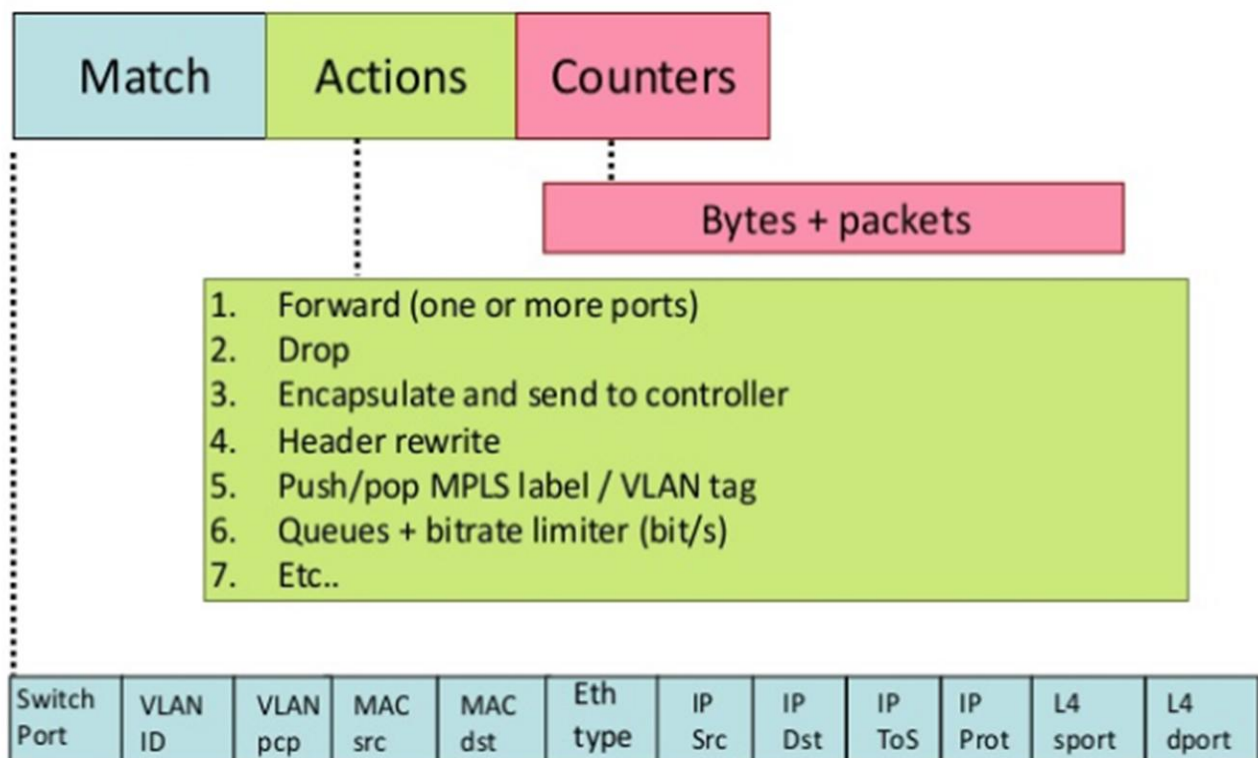 Match Actions Counters
Bytes + packets
1. Forward (one or more ports)
2. Drop
3. Encapsulate and send to controller
4. Header rewrite
5. Push/pop MPLS label / VLAN tag
6. Queues + bitrate limiter (bit/s)
7. Etc..
Switch Port
VLAN ID
VLAN pcp
MAC src
MAC dst
Eth type
IP Src
IP Dst
IP ToS
IP Prot
L4 sport
L4 dport